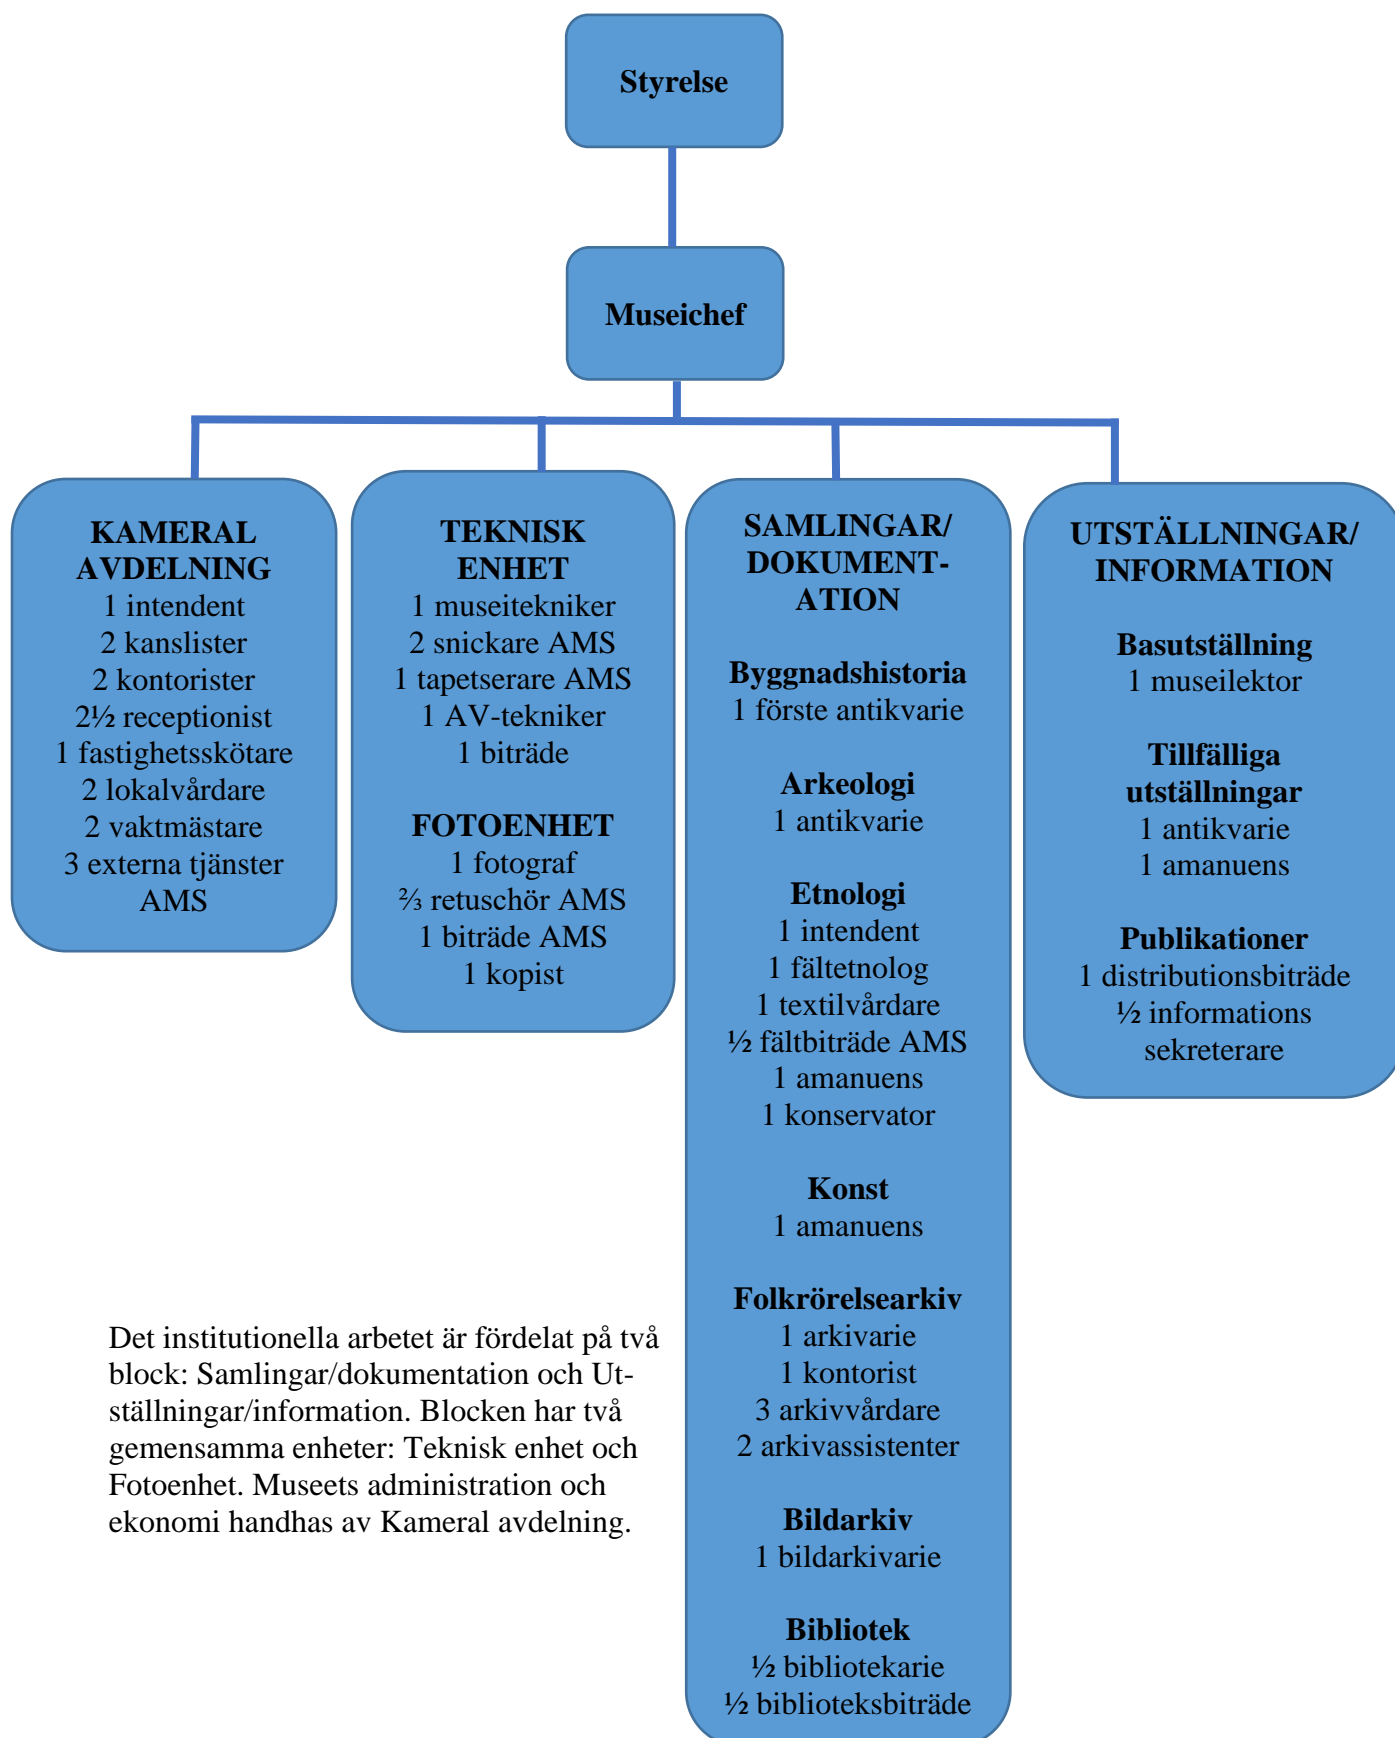 Styrelse
Museichef
KAMERAL
AVDELNING
1 intendent
2 kanslister
2 kontorister
2½ receptionist
1 fastighetsskötare
2 lokalvårdare
2 vaktmästare
3 externa tjänster
AMS
TEKNISK
ENHET
1 museitekniker
2 snickare AMS
1 tapetserare AMS
1 AV-tekniker
1 biträde
FOTOENHET
1 fotograf
⅔ retuschör AMS
1 biträde AMS
1 kopist
SAMLINGAR/
DOKUMENT-
ATION
Byggnadshistoria
1 förste antikvarie
Arkeologi
1 antikvarie
Etnologi
1 intendent
1 fältetnolog
1 textilvårdare
½ fältbiträde AMS
1 amanuens
1 konservator
Konst
1 amanuens
Folkrörelsearkiv
1 arkivarie
1 kontorist
3 arkivvårdare
2 arkivassistenter
Bildarkiv
1 bildarkivarie
Bibliotek
½ bibliotekarie
½ biblioteksbiträde
UTSTÄLLNINGAR/
INFORMATION
Basutställning
1 museilektor
Tillfälliga
utställningar
1 antikvarie
1 amanuens
Publikationer
1 distributionsbiträde
½ informations
sekreterare
Det institutionella arbetet är fördelat på två
block: Samlingar/dokumentation och Ut-
ställningar/information. Blocken har två
gemensamma enheter: Teknisk enhet och
Fotoenhet. Museets administration och
ekonomi handhas av Kameral avdelning.